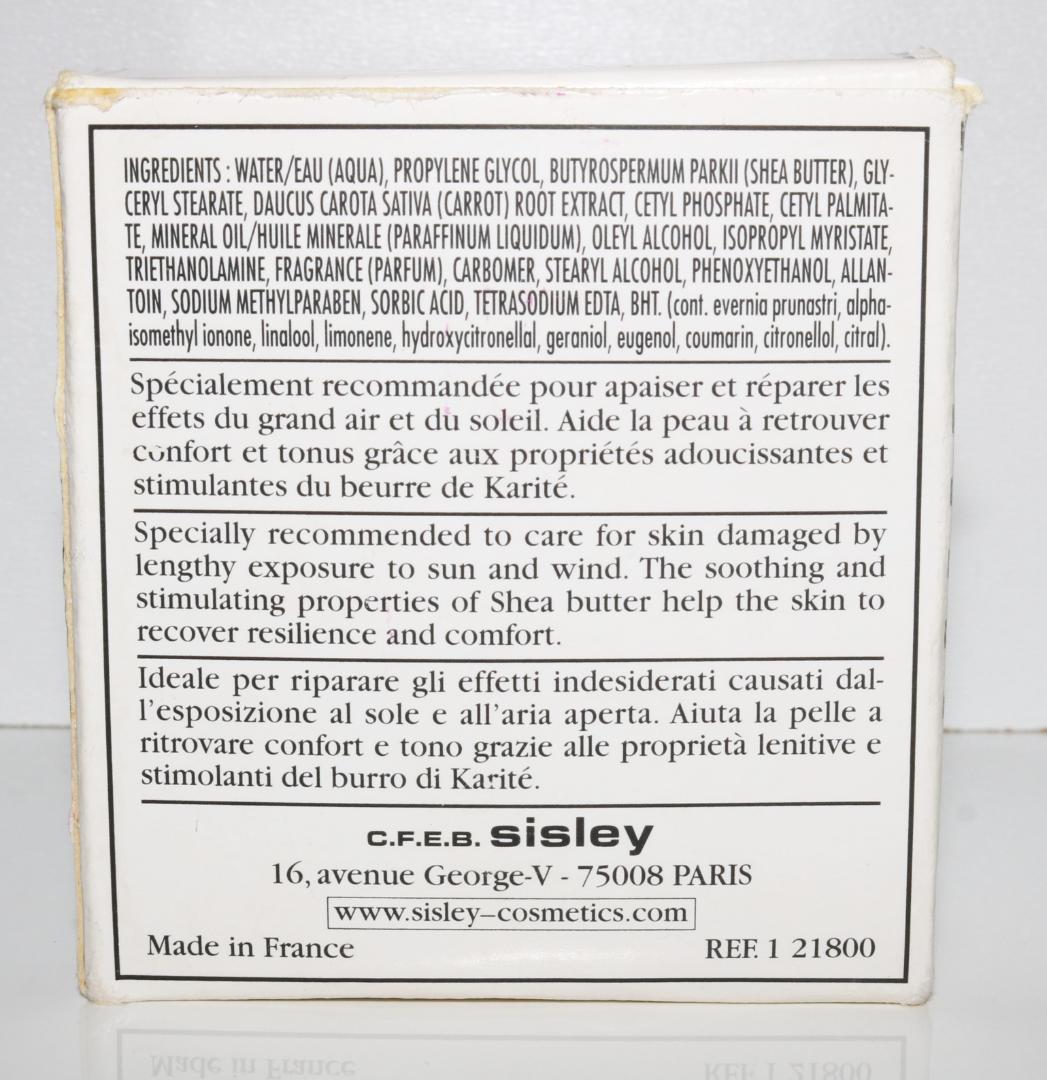 INGREDIENTS : WATER/EAU (AQUA), PROPYLENE GLYCOL, BUTYROSPERMUM PARKII (SHEA BUTTER), GLY-
CERYL STEARATE, DAUCUS CAROTA SATIVA (CARROT) ROOT EXTRACT, CETYL PHOSPHATE, CETYL PALMITA-
TE, MINERAL OIL/HUILE MINERALE (PARAFFINUM LIQUIDUM), OLEYL ALCOHOL, ISOPROPYL MYRISTATE,
TRIETHANOLAMINE, FRAGRANCE (PARFUM), CARBOMER, STEARYL ALCOHOL, PHENOXYETHANOL, ALLAN-
TOIN, SODIUM METHYLPARABEN, SORBIC ACID, TETRASODIUM EDTA, BHT. (cont. evernia prunastri, alpha-
isomethyl ionone, linalool, limonene, hydroxycitronellal, geraniol, eugenol, coumarin, citronellol, citral).
Spécialement recommandée pour apaiser et réparer les
effets du grand air et du soleil. Aide la peau à retrouver
confort et tonus grâce aux propriétés adoucissantes et
stimulantes du beurre de Karité.
Specially recommended to care for skin damaged by
lengthy exposure to sun and wind. The soothing and
stimulating properties of Shea butter help the skin to
recover resilience and comfort.
Ideale per riparare gli effetti indesiderati causati dal-
l'esposizione al sole e all'aria aperta. Aiuta la pelle a
ritrovare confort e tono grazie alle proprietà lenitive e
stimolanti del burro di Karité.
C.F.E.B. sisley
16, avenue George-V - 75008 PARIS
www.sisley–cosmetics.com
Made in France REF. 1 21800